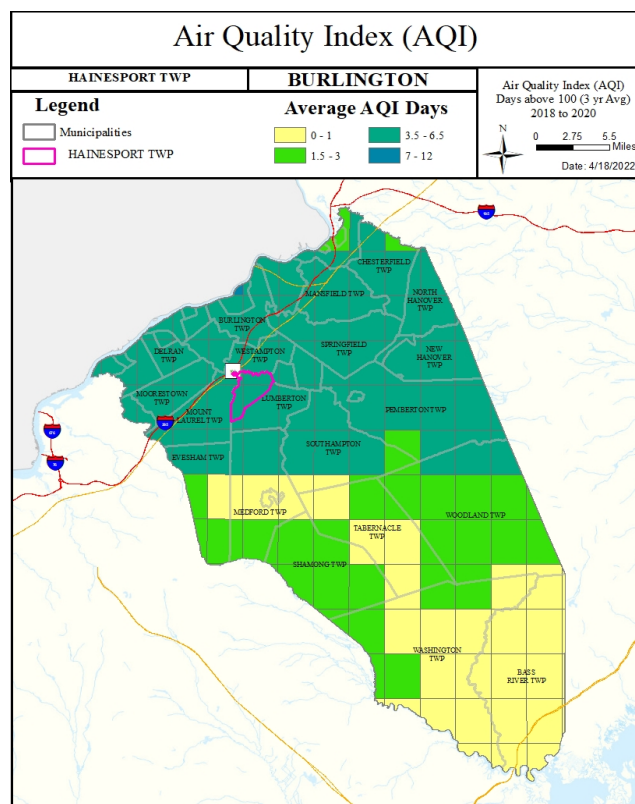 Air Quality Index (AQI)
HAINESPORT TWP
BURLINGTON
Legend
Municipalities
HAINESPORT TWP
Average AQI Days
0 - 1
3.5 - 6.5
1.5 - 3
7 - 12
Air Quality Index (AQI)
Days above 100 (3 yr Avg)
2018 to 2020
N
0 2.75 5.5
Miles
Date: 4/18/2022
CHESTERFIELD
TWP
MANSFIELD TWP
NORTH
HANOVER
TWP
BURLINGTON
TWP
SPRINGFIELD
TWP
DELRAN
TWP
WESTAMPTON
TWP
NEW
HANOVER
TWP
MOORESTOWN
TWP
LUMBERTON
TWP
PEMBERTON TWP
MOUNT
LAUREL TWP
SOUTHAMPTON
TWP
EVESHAM TWP
MEDFORD TWP
WOODLAND TWP
TABERNACLE
TWP
SHAMONG TWP
WASHINGTON
TWP
BASS
RIVER TWP